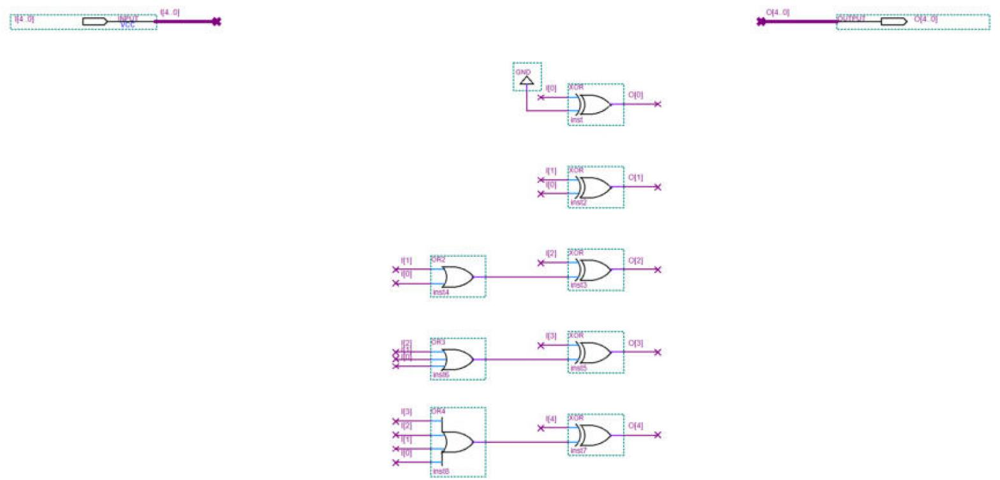 I[4..0] INPUT VCC I[4..0]
O[4..0] OUTPUT O[4..0]
GND
I[0] XOR O[0]
inst
I[1] XOR O[1]
I[0]
inst2
I[1] OR2 I[2] XOR O[2]
I[0]
inst4 inst3
I[2] OR3 I[3] XOR O[3]
I[1]
I[0]
inst6 inst5
I[3] OR4 I[4] XOR O[4]
I[2]
I[1]
I[0]
inst8 inst7